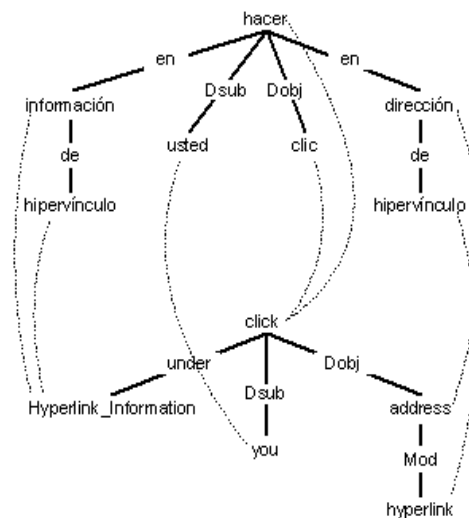 hacer
en Dsub Dobj en
información usted clic dirección
de de
hipervínculo hipervínculo
click
under Dsub Dobj
Hyperlink_Information you address
Mod
hyperlink